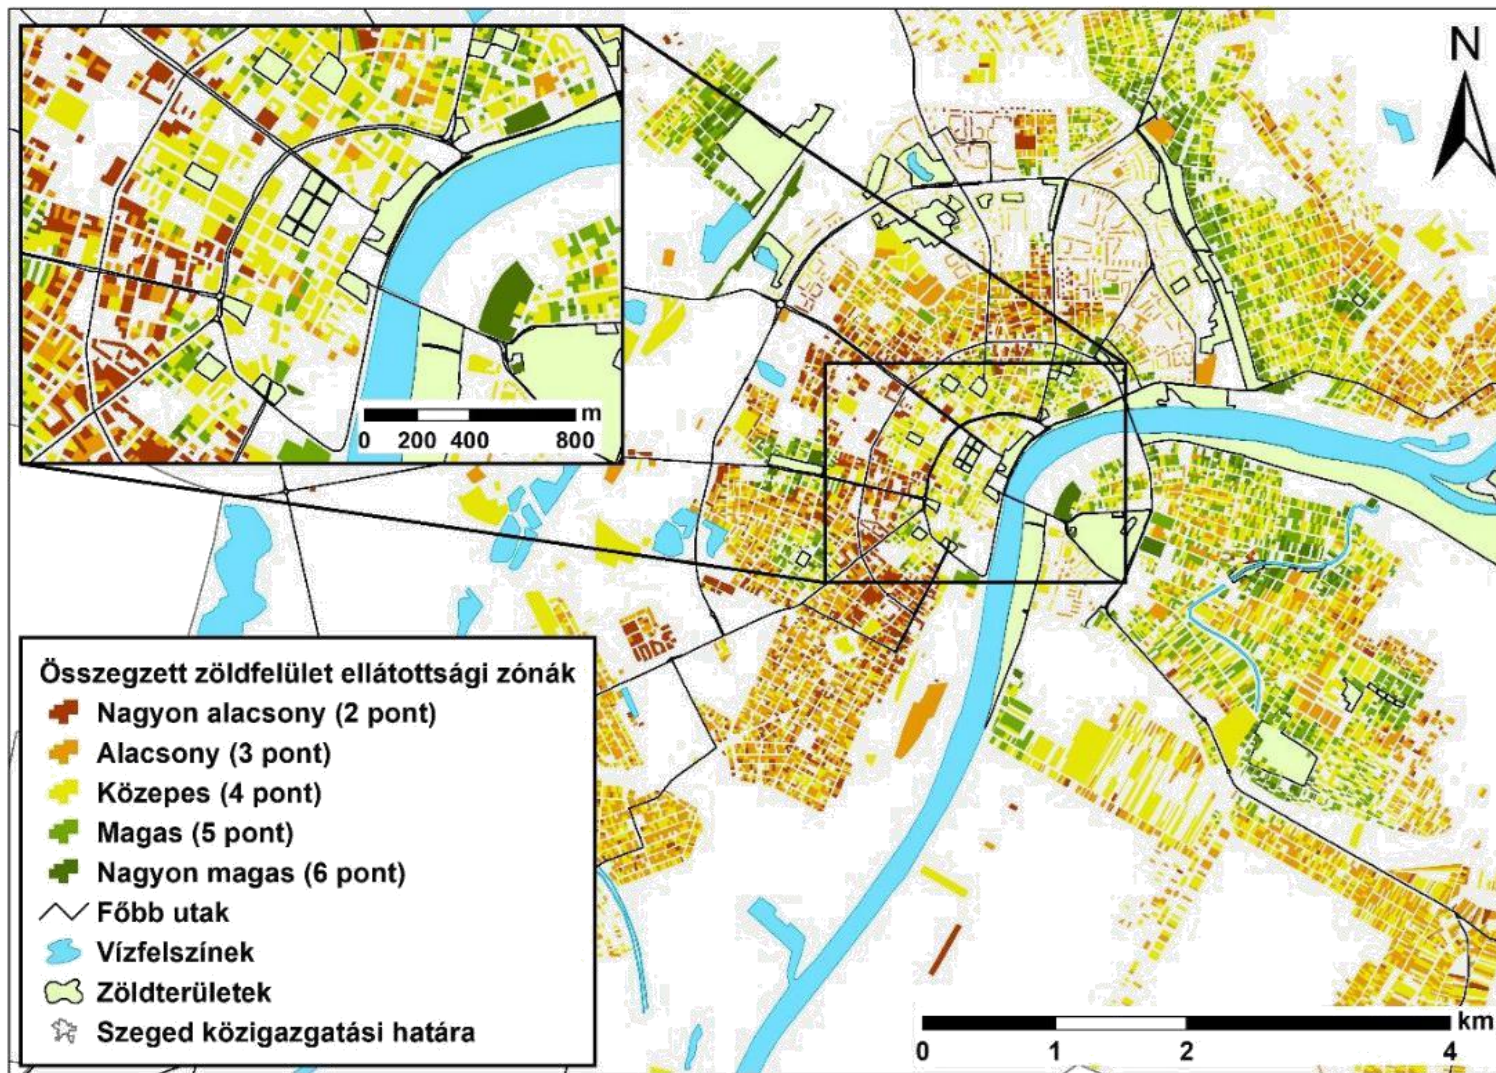 N
m
0 200 400 800
Összegzett zöldfelület ellátottsági zónák
Nagyon alacsony (2 pont)
Alacsony (3 pont)
Közepes (4 pont)
Magas (5 pont)
Nagyon magas (6 pont)
Főbb utak
Vízfelszínek
Zöldterületek
Szeged közigazgatási határa
km
0 1 2 4